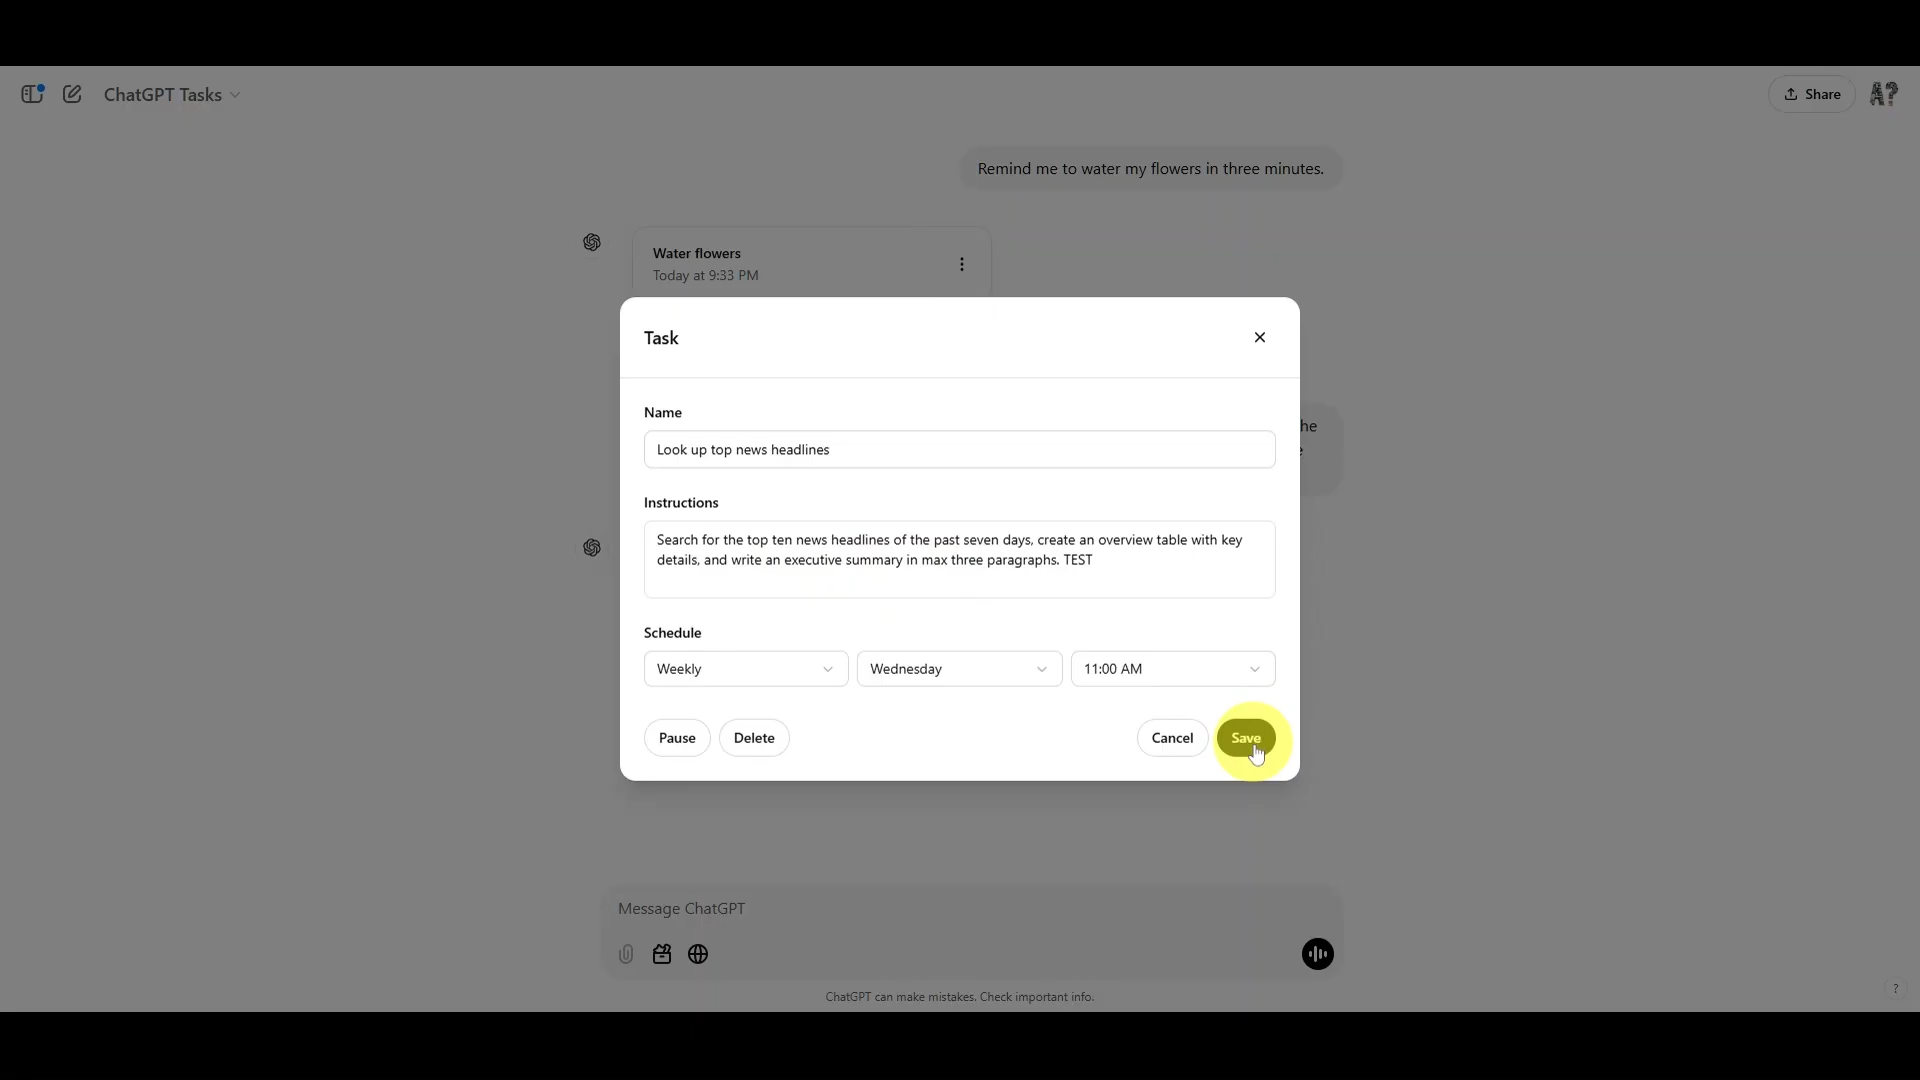 ChatGPT Tasks
Share
A?
Remind me to water my flowers in three minutes.
Water flowers
Today at 9:33 PM
Task
he
Name
Look up top news headlines
Instructions
Search for the top ten news headlines of the past seven days, create an overview table with key
details, and write an executive summary in max three paragraphs. TEST
Schedule
Weekly
Wednesday
11:00 AM
Pause
Delete
Cancel
Save
Message ChatGPT
ChatGPT can make mistakes. Check important info.
?